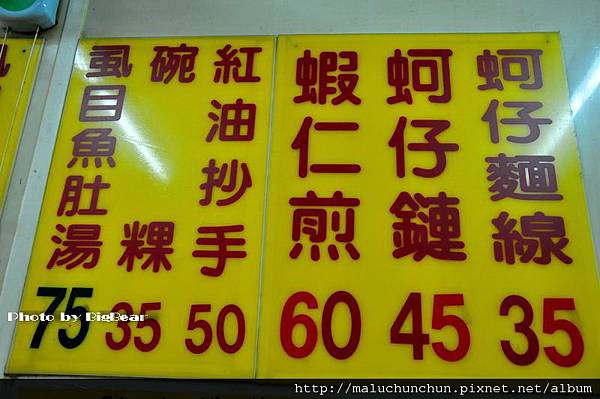 蚵仔麵線 35
蚵仔鏈 45
蝦仁煎 60
紅油抄手 50
碗粿 35
虱目魚肚湯 75
Photo by BigBear
http://maluchunchun.pixnet.net/album